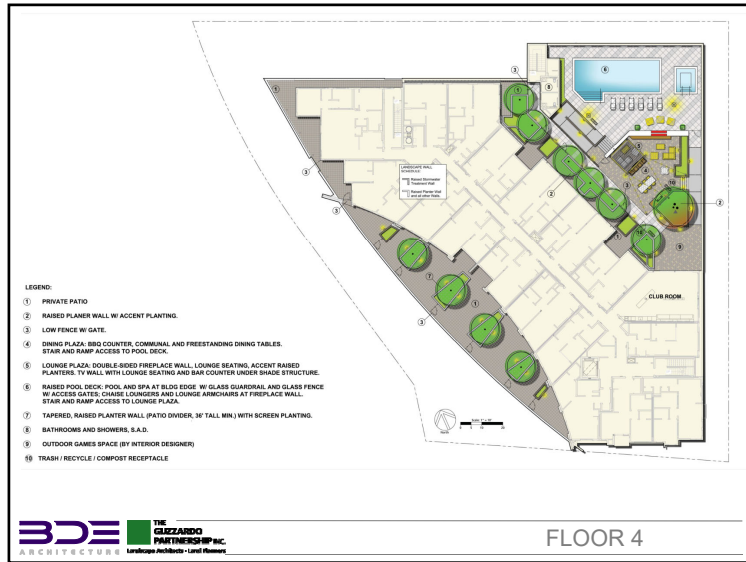 LANDSCAPE WALL
SCHEDULE:
Raised Stormwater
Treatment Wall
Raised Planter Wall
and all other Walls.
CLUB ROOM
LEGEND:
1 PRIVATE PATIO
2 RAISED PLANER WALL W/ ACCENT PLANTING.
3 LOW FENCE W/ GATE.
4 DINING PLAZA: BBQ COUNTER, COMMUNAL AND FREESTANDING DINING TABLES.
STAIR AND RAMP ACCESS TO POOL DECK.
5 LOUNGE PLAZA: DOUBLE-SIDED FIREPLACE WALL, LOUNGE SEATING, ACCENT RAISED
PLANTERS. TV WALL WITH LOUNGE SEATING AND BAR COUNTER UNDER SHADE STRUCTURE.
6 RAISED POOL DECK: POOL AND SPA AT BLDG EDGE W/ GLASS GUARDRAIL AND GLASS FENCE
W/ ACCESS GATES; CHAISE LOUNGERS AND LOUNGE ARMCHAIRS AT FIREPLACE WALL.
STAIR AND RAMP ACCESS TO LOUNGE PLAZA.
7 TAPERED, RAISED PLANTER WALL (PATIO DIVIDER, 36' TALL MIN.) WITH SCREEN PLANTING.
8 BATHROOMS AND SHOWERS, S.A.D.
9 OUTDOOR GAMES SPACE (BY INTERIOR DESIGNER)
10 TRASH / RECYCLE / COMPOST RECEPTACLE
BDE
ARCHITECTURE
THE
GUZZARDO
PARTNERSHIP INC.
Landscape Architects - Land Planners
FLOOR 4